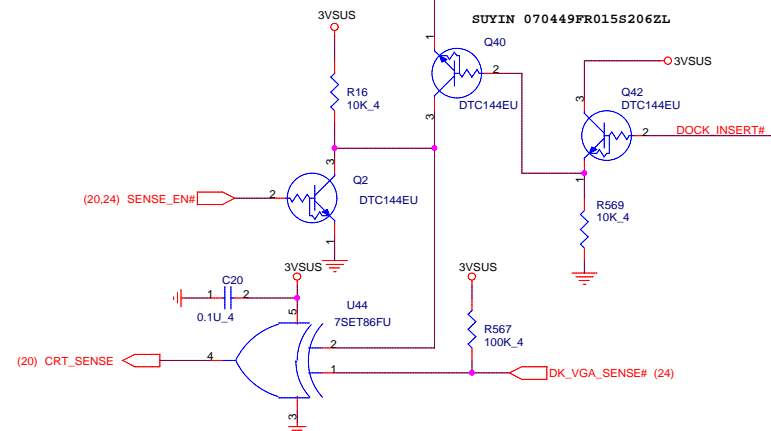 3VSUS
SUYIN 070449FR015S206ZL
1
Q40
2
DTC144EU
3
3VSUS
Q42
3
DTC144EU
2
DOCK_INSERT#
1
R16
10K_4
3
Q2
(20,24) SENSE_EN#
2
DTC144EU
1
R569
10K_4
3VSUS
3VSUS
C20
1
2
0.1U_4
5
U44
7SET86FU
R567
100K_4
(20) CRT_SENSE
4
2
1
DK_VGA_SENSE# (24)
3